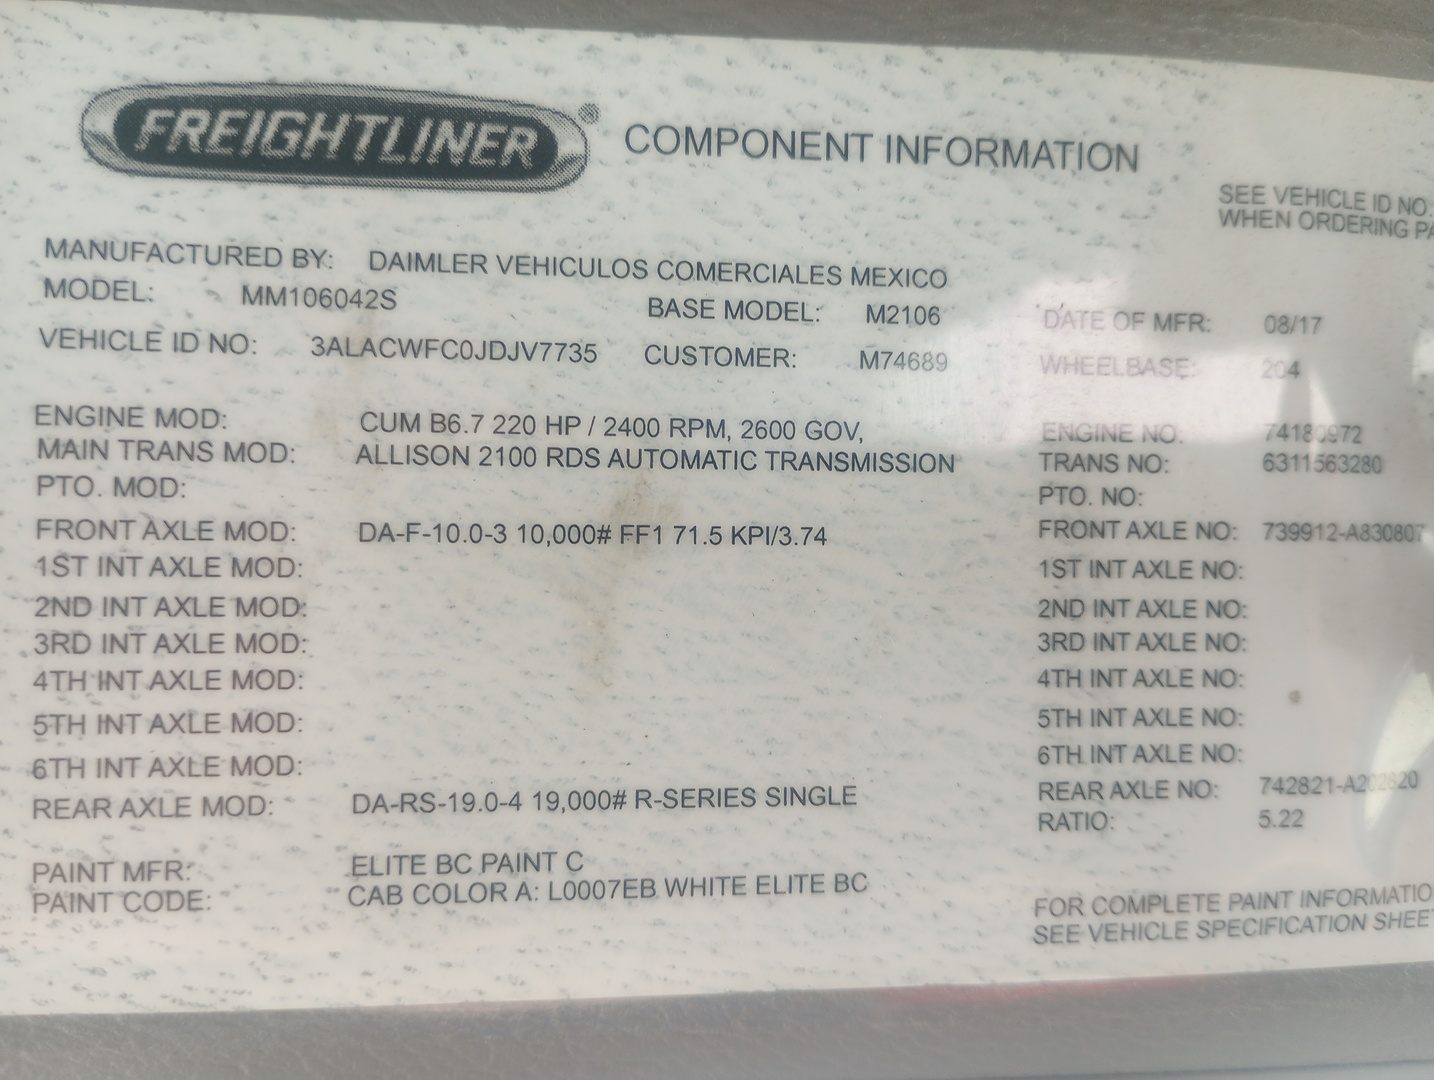 FREIGHTLINER® COMPONENT INFORMATION
SEE VEHICLE ID NO.
WHEN ORDERING
MANUFACTURED BY: DAIMLER VEHICULOS COMERCIALES MEXICO
MODEL: MM106042S BASE MODEL: M2106 DATE OF MFR: 08/17
VEHICLE ID NO: 3ALACWFC0JDJV7735 CUSTOMER: M74689 WHEELBASE: 204
ENGINE MOD: CUM B6.7 220 HP / 2400 RPM, 2600 GOV, ENGINE NO: 74180972
MAIN TRANS MOD: ALLISON 2100 RDS AUTOMATIC TRANSMISSION TRANS NO: 6311563280
PTO. MOD: PTO. NO:
FRONT AXLE MOD: DA-F-10.0-3 10,000# FF1 71.5 KPI/3.74 FRONT AXLE NO: 739912-A830807
1ST INT AXLE MOD: 1ST INT AXLE NO:
2ND INT AXLE MOD: 2ND INT AXLE NO:
3RD INT AXLE MOD: 3RD INT AXLE NO:
4TH INT AXLE MOD: 4TH INT AXLE NO:
5TH INT AXLE MOD: 5TH INT AXLE NO:
6TH INT AXLE MOD: 6TH INT AXLE NO:
REAR AXLE MOD: DA-RS-19.0-4 19,000# R-SERIES SINGLE REAR AXLE NO:
RATIO: 5.22
PAINT MFR: ELITE BC PAINT C
PAINT CODE: CAB COLOR A: L0007EB WHITE ELITE BC
FOR COMPLETE PAINT
SEE VEHICLE SPECIFICATION